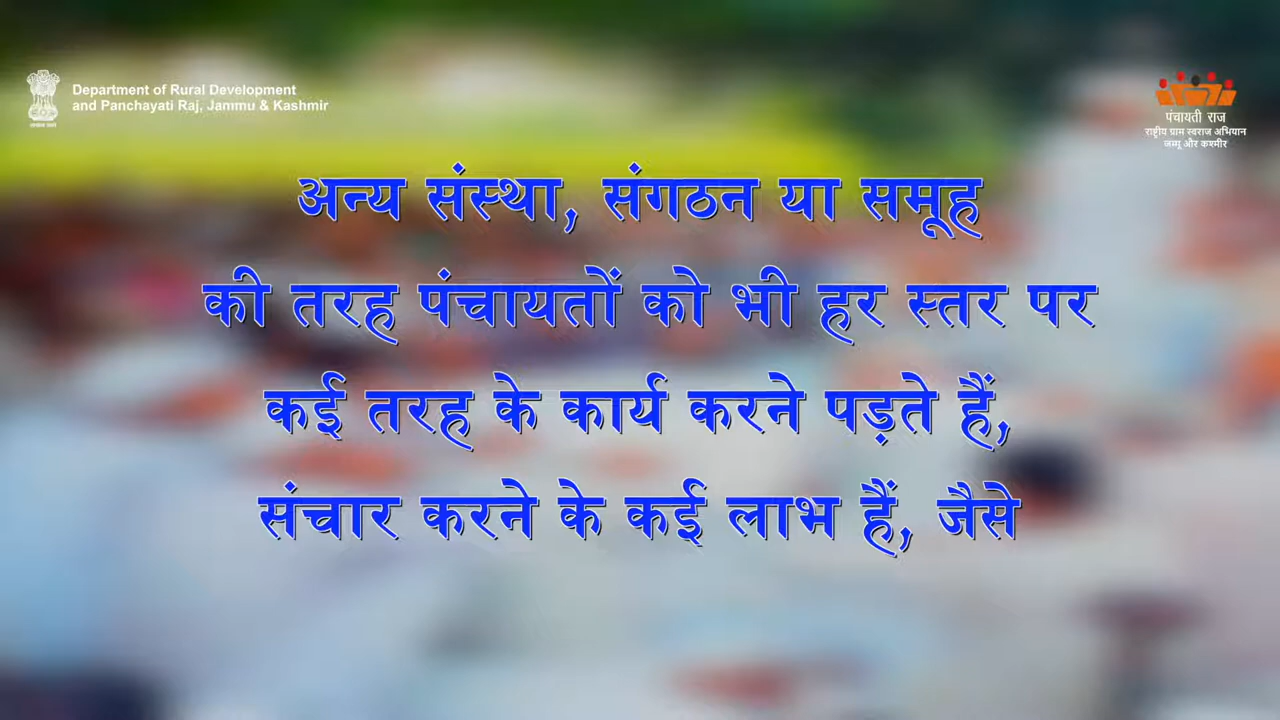 Department of Rural Development
and Panchayati Raj, Jammu & Kashmir
पंचायती राज
राष्ट्रीय ग्राम स्वराज अभियान
जम्मू और कश्मीर
अन्य संस्था, संगठन या समूह
की तरह पंचायतों को भी हर स्तर पर
कई तरह के कार्य करने पड़ते हैं,
संचार करने के कई लाभ हैं, जैसे